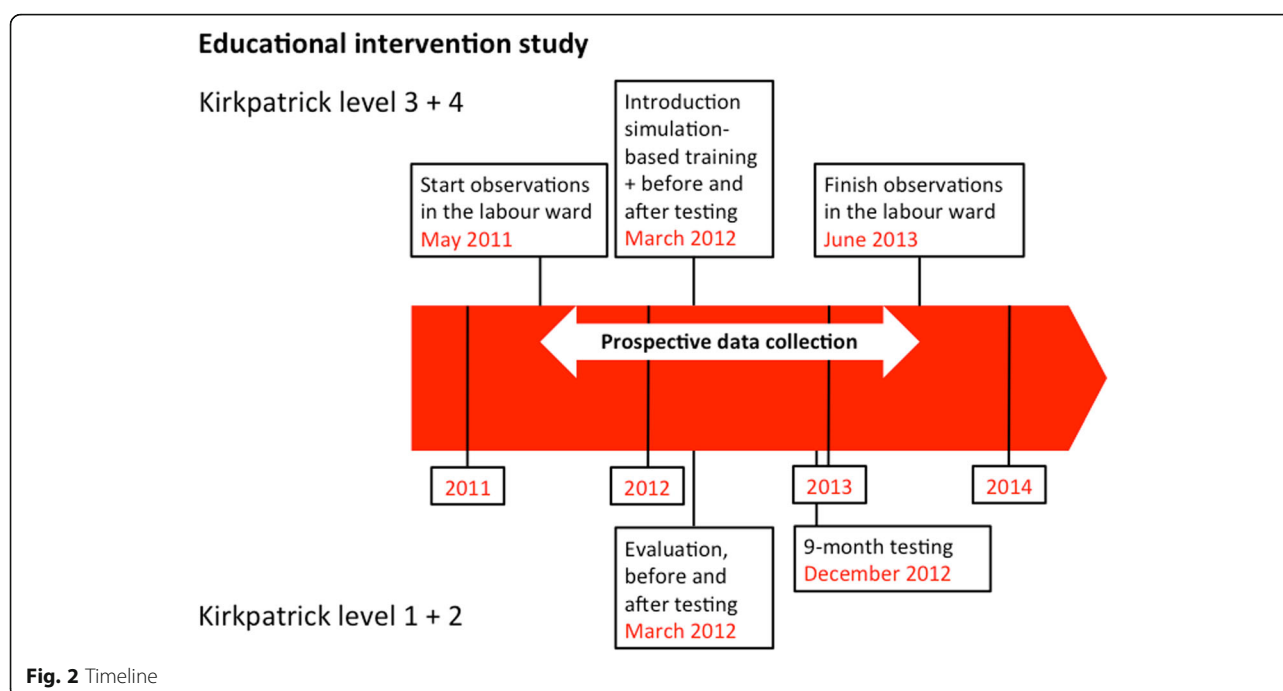 Educational intervention study
Kirkpatrick level 3 + 4
Start observations
in the labour ward
May 2011
Introduction
simulation-
based training
+ before and
after testing
March 2012
Finish observations
in the labour ward
June 2013
Prospective data collection
2011
2012
2013
2014
Evaluation,
before and
after testing
March 2012
9-month testing
December 2012
Kirkpatrick level 1 + 2
Fig. 2 Timeline